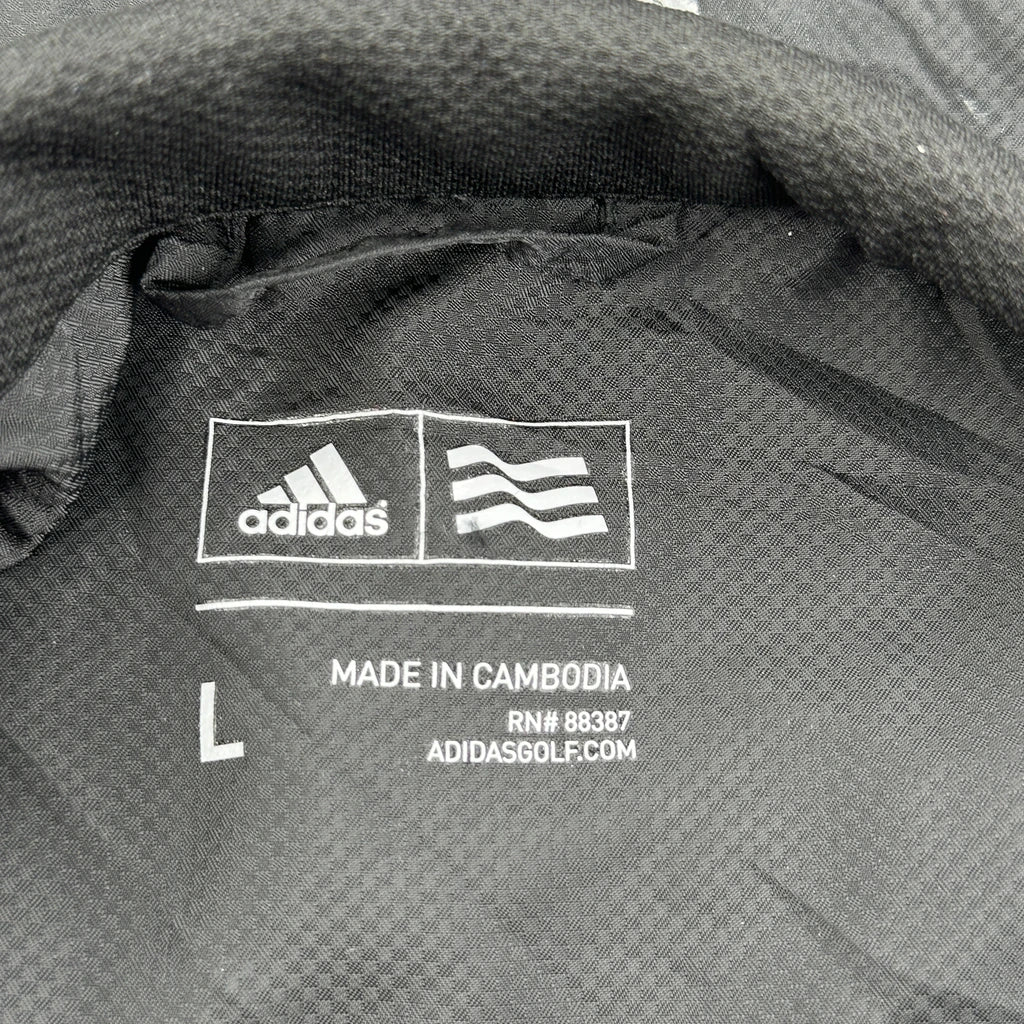 adidas®
MADE IN CAMBODIA
L
RN# 88387
ADIDASGOLF.COM